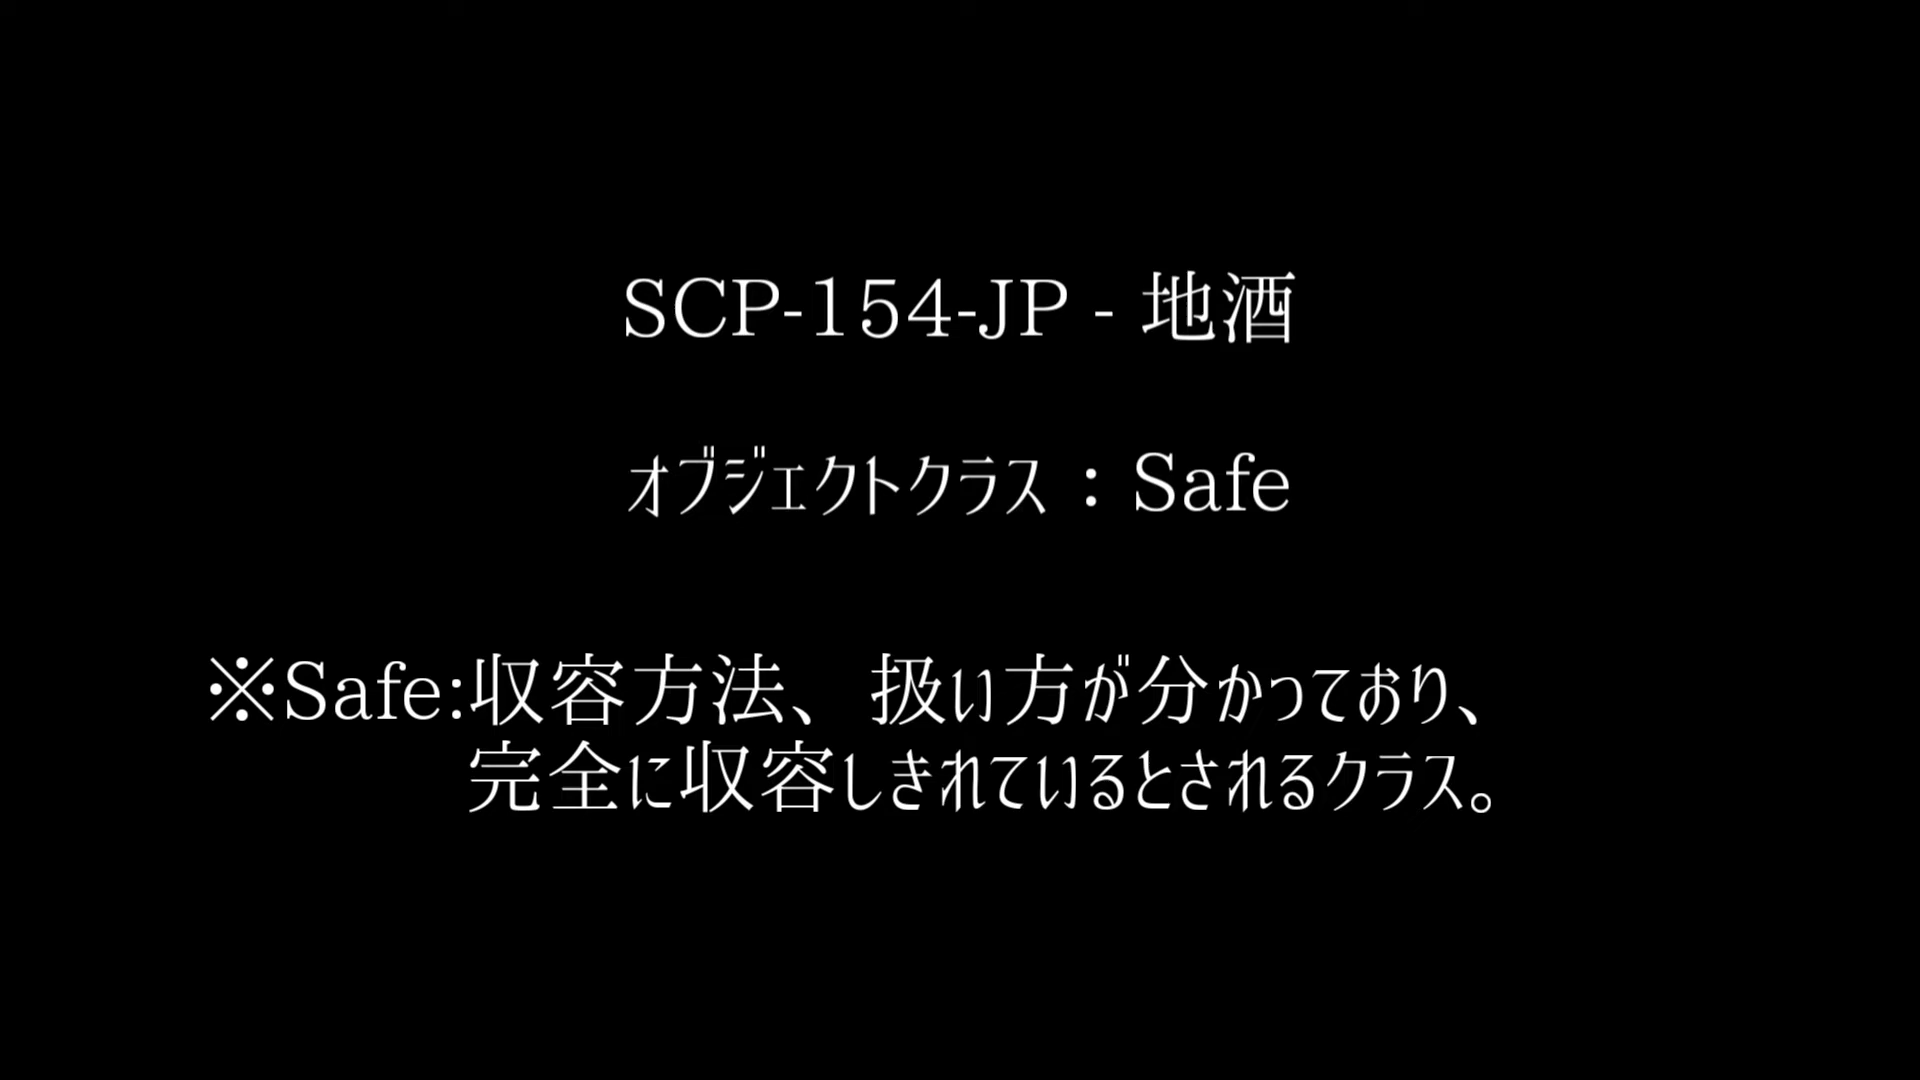 SCP-154-JP - 地酒
オブジェクトクラス：Safe
※Safe:収容方法、扱い方が分かっており、
完全に収容しきれているとされるクラス。